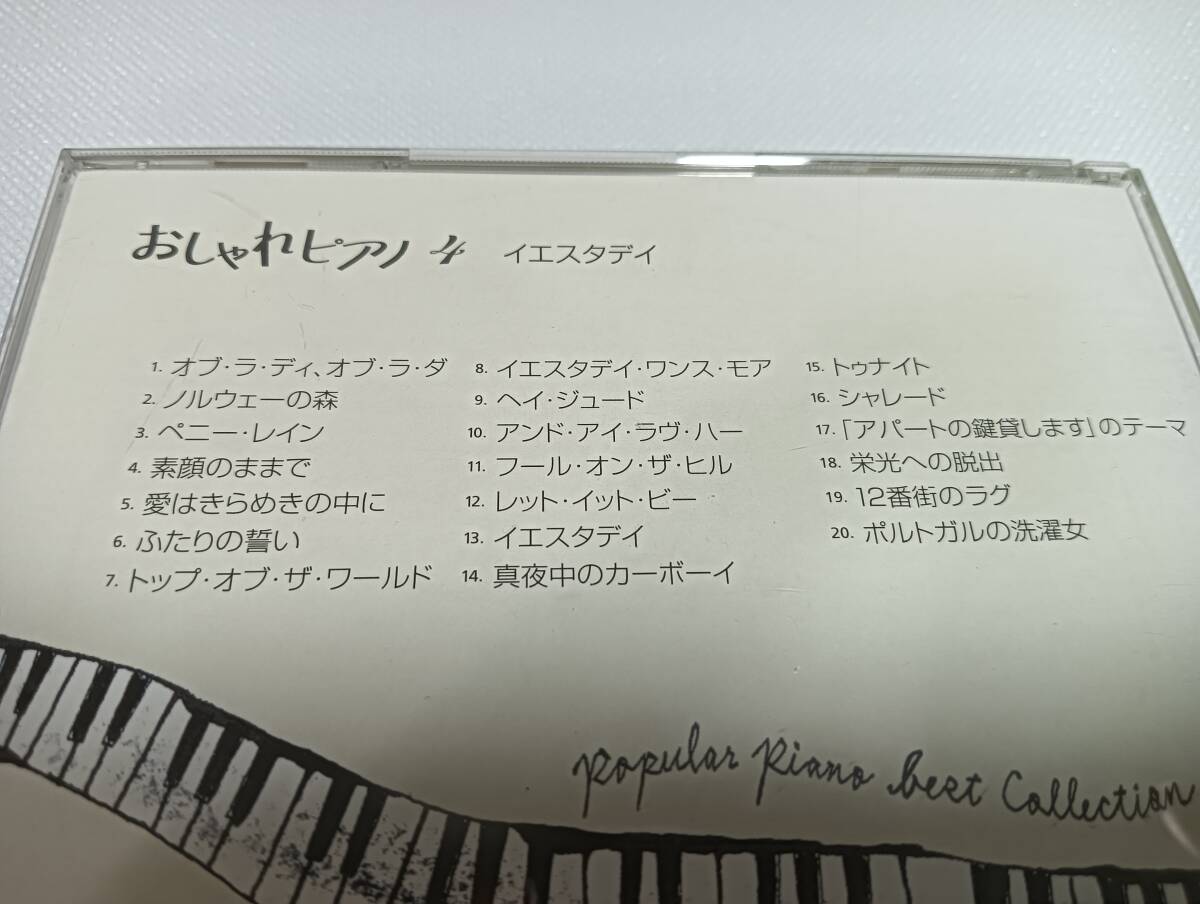 おしゃれピアノ 4 イエスタデイ
1. オブ・ラ・ディ、オブ・ラ・ダ
2. ノルウェーの森
3. ペニー・レイン
4. 素顔のままで
5. 愛はきらめきの中に
6. ふたりの誓い
7. トップ・オブ・ザ・ワールド
8. イエスタデイ・ワンス・モア
9. ヘイ・ジュード
10. アンド・アイ・ラヴ・ハー
11. フール・オン・ザ・ヒル
12. レット・イット・ビー
13. イエスタデイ
14. 真夜中のカーボーイ
15. トゥナイト
16. シャレード
17. 「アパートの鍵貸します」のテーマ
18. 栄光への脱出
19. 12番街のラグ
20. ポルトガルの洗濯女
Popular Piano best Collection